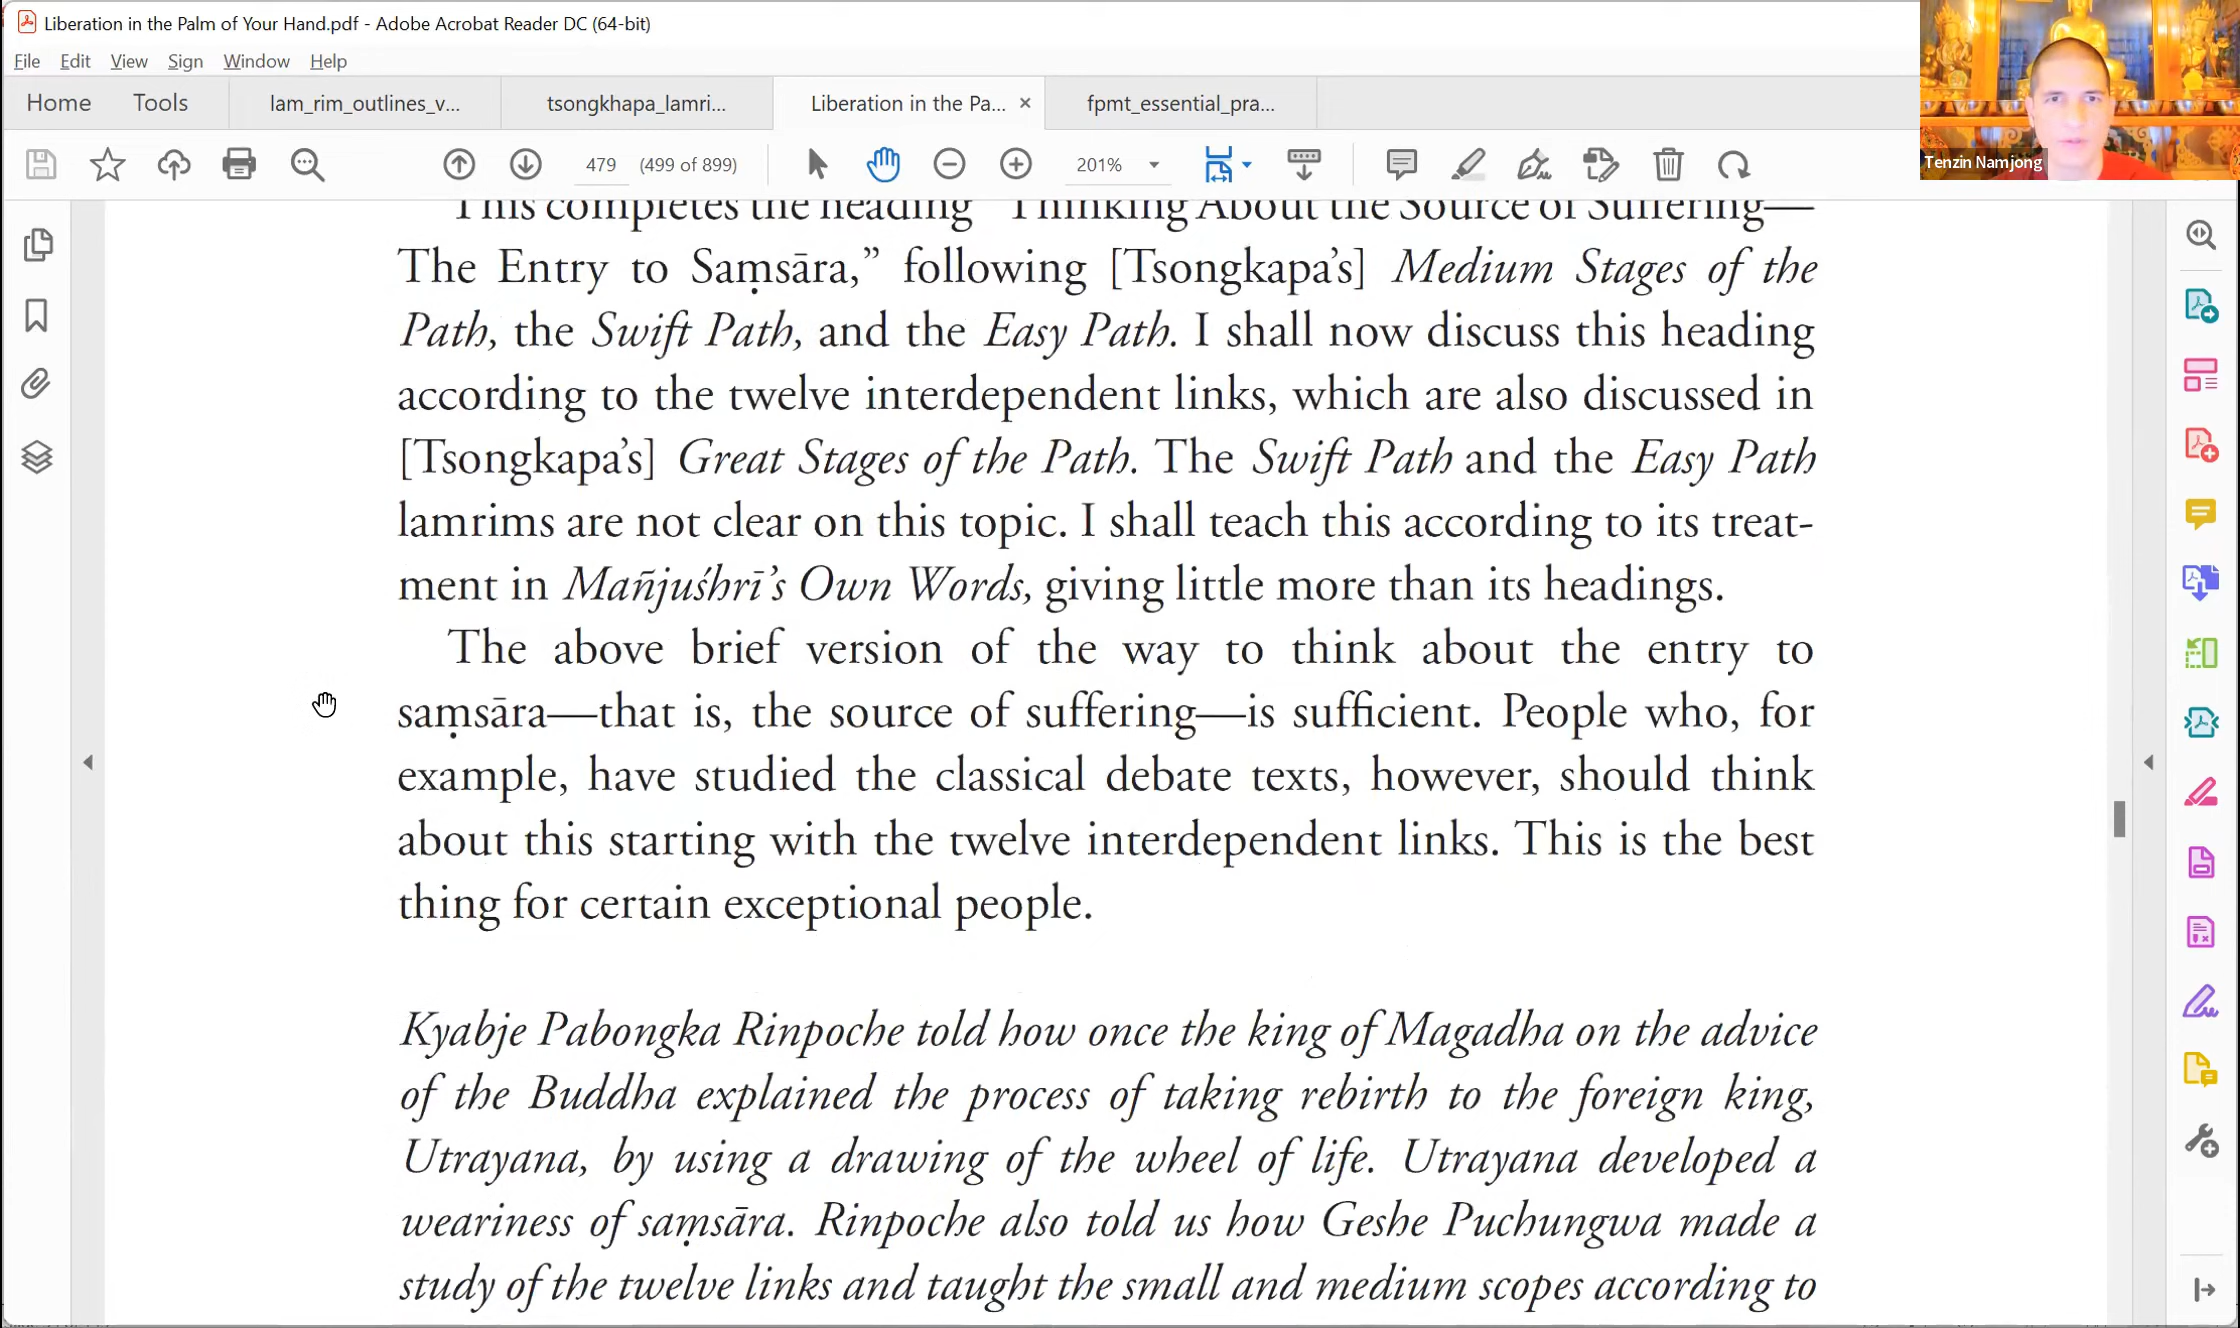 Liberation in the Palm of Your Hand.pdf - Adobe Acrobat Reader DC (64-bit)
File Edit View Sign Window Help
Home Tools lam_rim_outlines_v... tsongkhapa_lamri... Liberation in the Pa... × fpmt_essential_pra...
479 (499 of 899) 201%
Tenzin Namjong
This completes the heading “Thinking About the Source of Suffering—
The Entry to Saṃsāra,” following [Tsongkapa’s] Medium Stages of the
Path, the Swift Path, and the Easy Path. I shall now discuss this heading
according to the twelve interdependent links, which are also discussed in
[Tsongkapa’s] Great Stages of the Path. The Swift Path and the Easy Path
lamrims are not clear on this topic. I shall teach this according to its treat-
ment in Mañjuśhrī’s Own Words, giving little more than its headings.
The above brief version of the way to think about the entry to
saṃsāra—that is, the source of suffering—is sufficient. People who, for
example, have studied the classical debate texts, however, should think
about this starting with the twelve interdependent links. This is the best
thing for certain exceptional people.
Kyabje Pabongka Rinpoche told how once the king of Magadha on the advice
of the Buddha explained the process of taking rebirth to the foreign king,
Utrayana, by using a drawing of the wheel of life. Utrayana developed a
weariness of saṃsāra. Rinpoche also told us how Geshe Puchungwa made a
study of the twelve links and taught the small and medium scopes according to